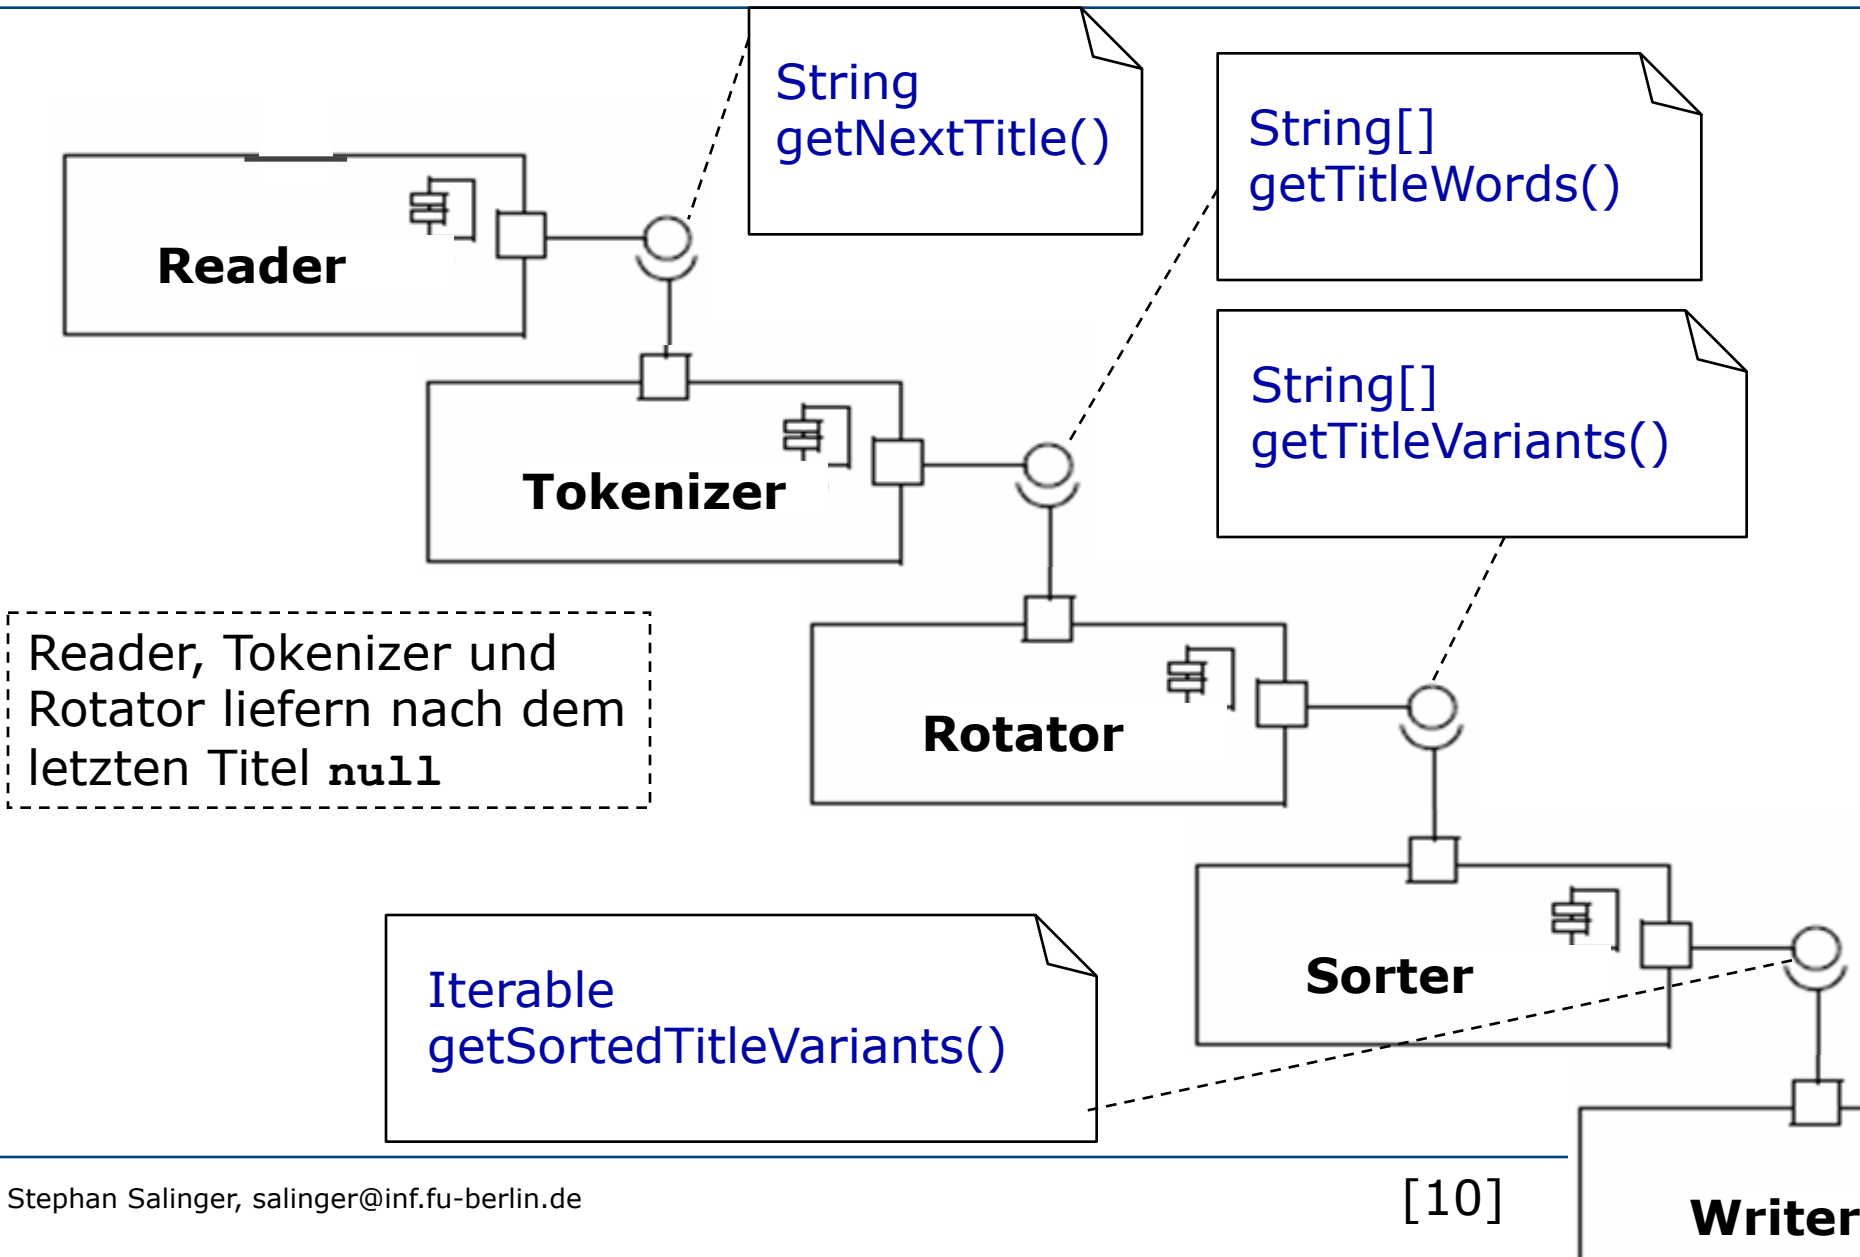 String
getNextTitle()
String[]
getTitleWords()
Reader
String[]
getTitleVariants()
Tokenizer
Reader, Tokenizer und
Rotator liefern nach dem
letzten Titel null
Rotator
Iterable
getSortedTitleVariants()
Sorter
Stephan Salinger, salinger@inf.fu-berlin.de
[10]
Writer